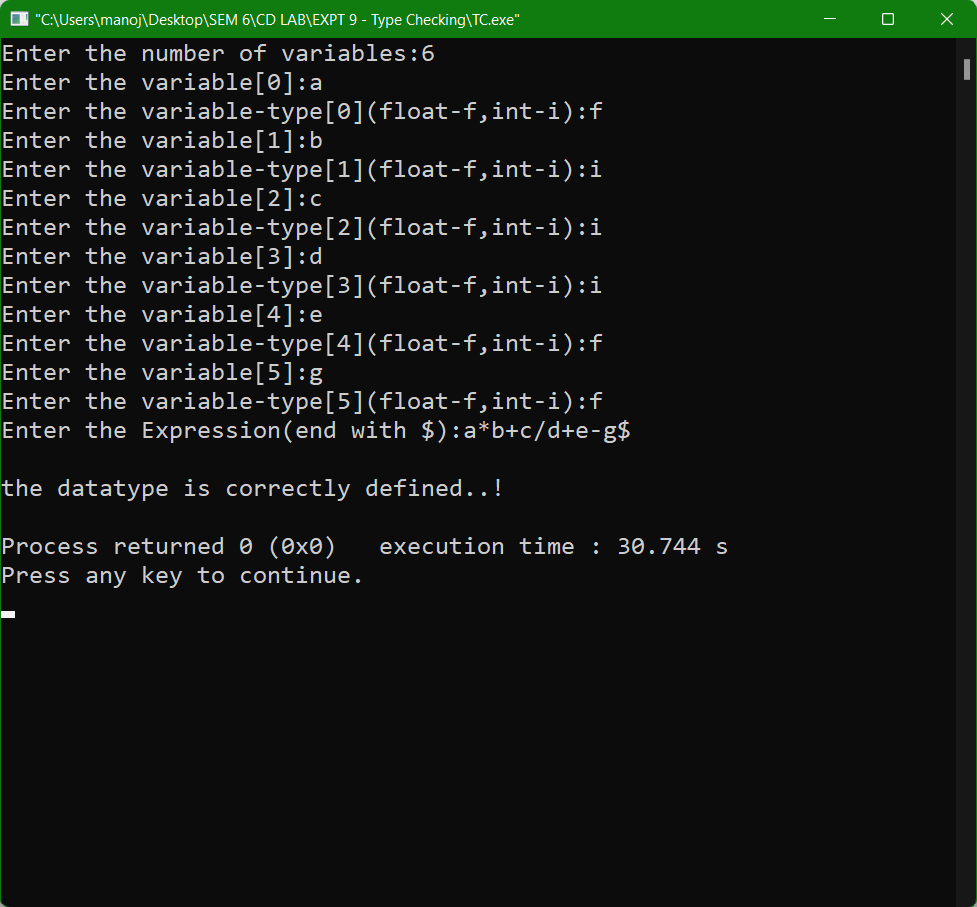 "C:\Users\manoj\Desktop\SEM 6\CD LAB\EXPT 9 - Type Checking\TC.exe"
Enter the number of variables:6
Enter the variable[0]:a
Enter the variable-type[0](float-f,int-i):f
Enter the variable[1]:b
Enter the variable-type[1](float-f,int-i):i
Enter the variable[2]:c
Enter the variable-type[2](float-f,int-i):i
Enter the variable[3]:d
Enter the variable-type[3](float-f,int-i):i
Enter the variable[4]:e
Enter the variable-type[4](float-f,int-i):f
Enter the variable[5]:g
Enter the variable-type[5](float-f,int-i):f
Enter the Expression(end with $):a*b+c/d+e-g$
the datatype is correctly defined..!
Process returned 0 (0x0)   execution time : 30.744 s
Press any key to continue.